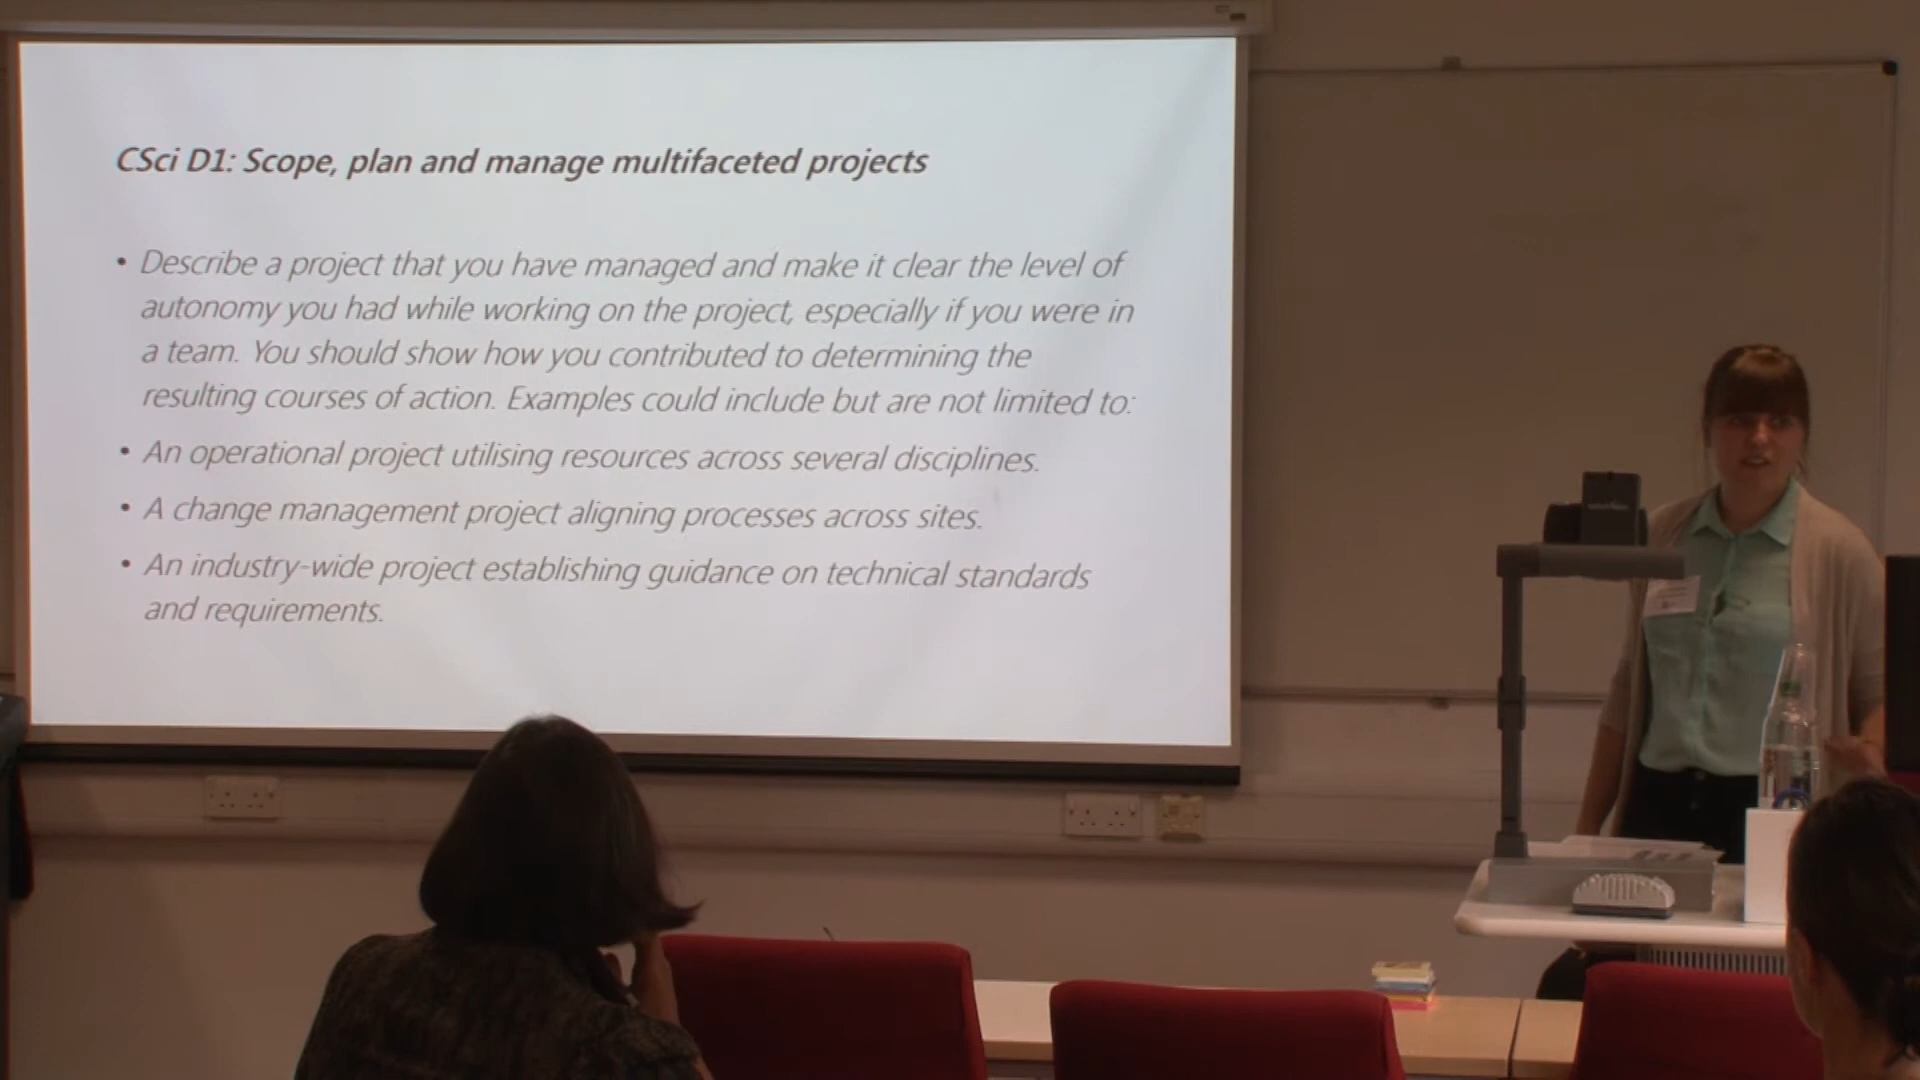 CSci D1: Scope, plan and manage multifaceted projects
• Describe a project that you have managed and make it clear the level of
autonomy you had while working on the project, especially if you were in
a team. You should show how you contributed to determining the
resulting courses of action. Examples could include but are not limited to:
• An operational project utilising resources across several disciplines.
• A change management project aligning processes across sites.
• An industry-wide project establishing guidance on technical standards
and requirements.